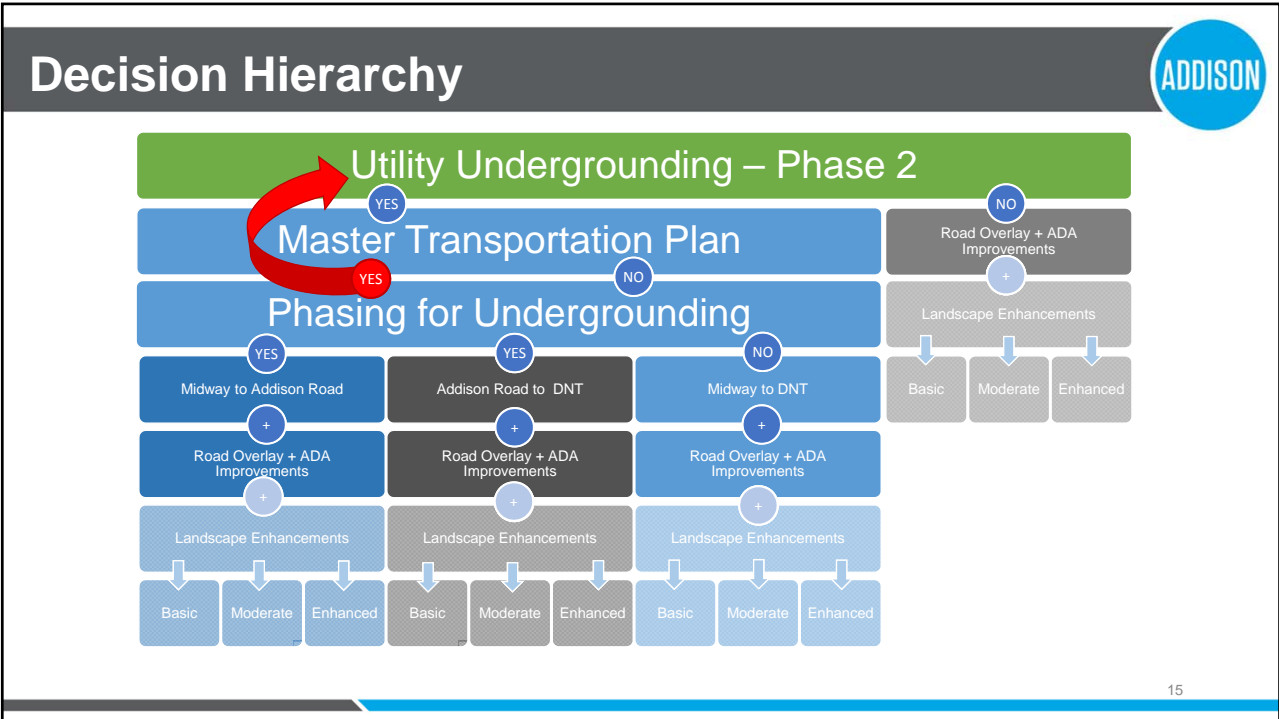 Decision Hierarchy
ADDISON
Utility Undergrounding – Phase 2
YES
NO
Master Transportation Plan
Road Overlay + ADA
Improvements
YES
NO
+
Phasing for Undergrounding
Landscape Enhancements
YES
YES
NO
Midway to Addison Road
Addison Road to DNT
Midway to DNT
Basic
Moderate
Enhanced
+
+
+
Road Overlay + ADA
Improvements
Road Overlay + ADA
Improvements
Road Overlay + ADA
Improvements
+
+
+
Landscape Enhancements
Landscape Enhancements
Landscape Enhancements
Basic
Moderate
Enhanced
Basic
Moderate
Enhanced
Basic
Moderate
Enhanced
15